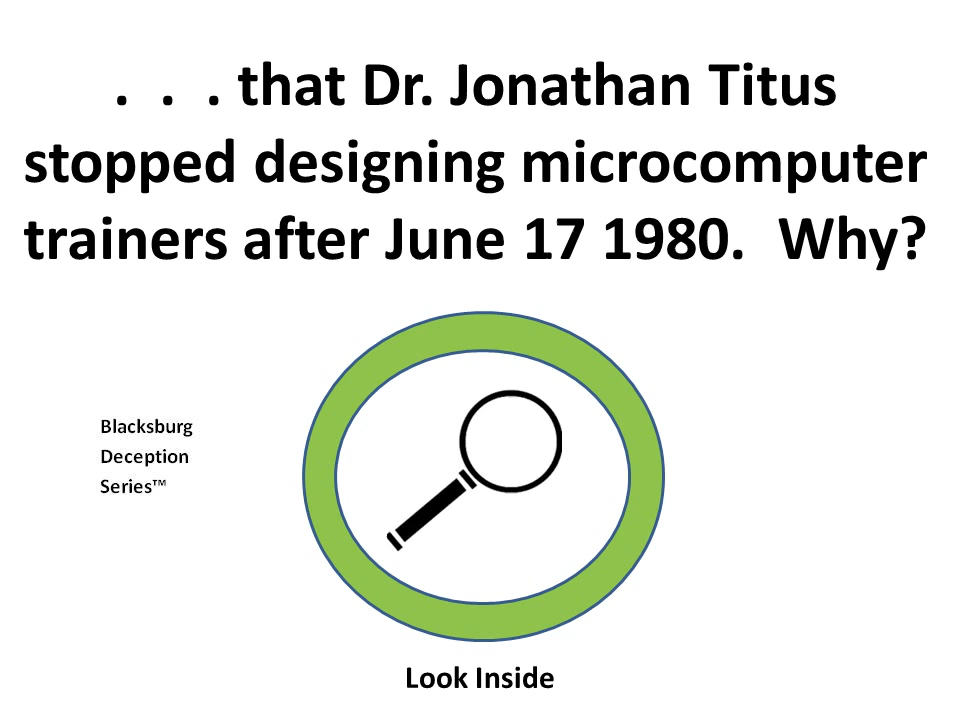 . . . that Dr. Jonathan Titus
stopped designing microcomputer
trainers after June 17 1980. Why?
Blacksburg
Deception
Series™
Look Inside